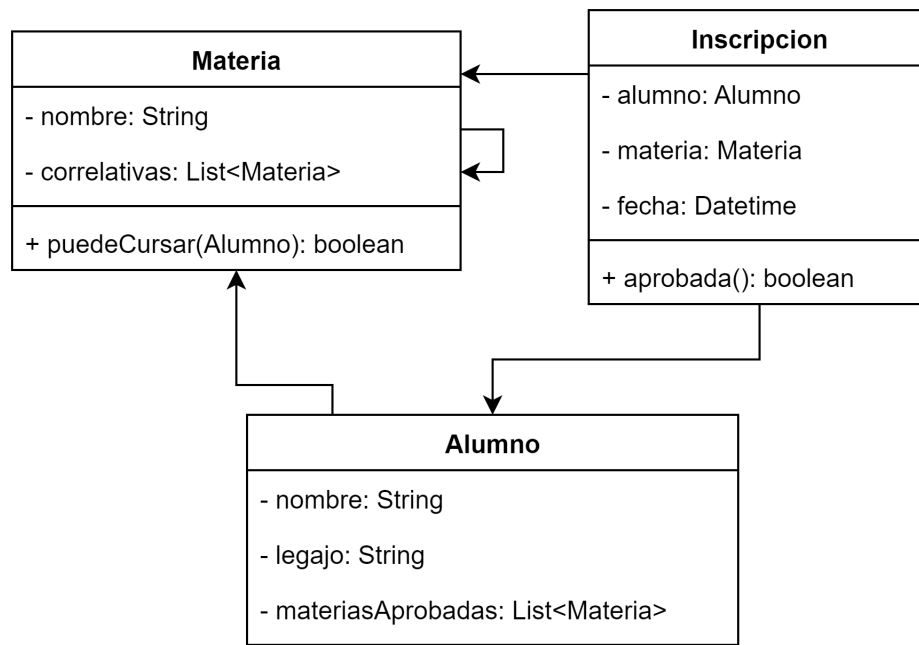 Materia
- nombre: String
- correlativas: List<Materia>
+ puedeCursar(Alumno): boolean
Inscripcion
- alumno: Alumno
- materia: Materia
- fecha: Datetime
+ aprobada(): boolean
Alumno
- nombre: String
- legajo: String
- materiasAprobadas: List<Materia>